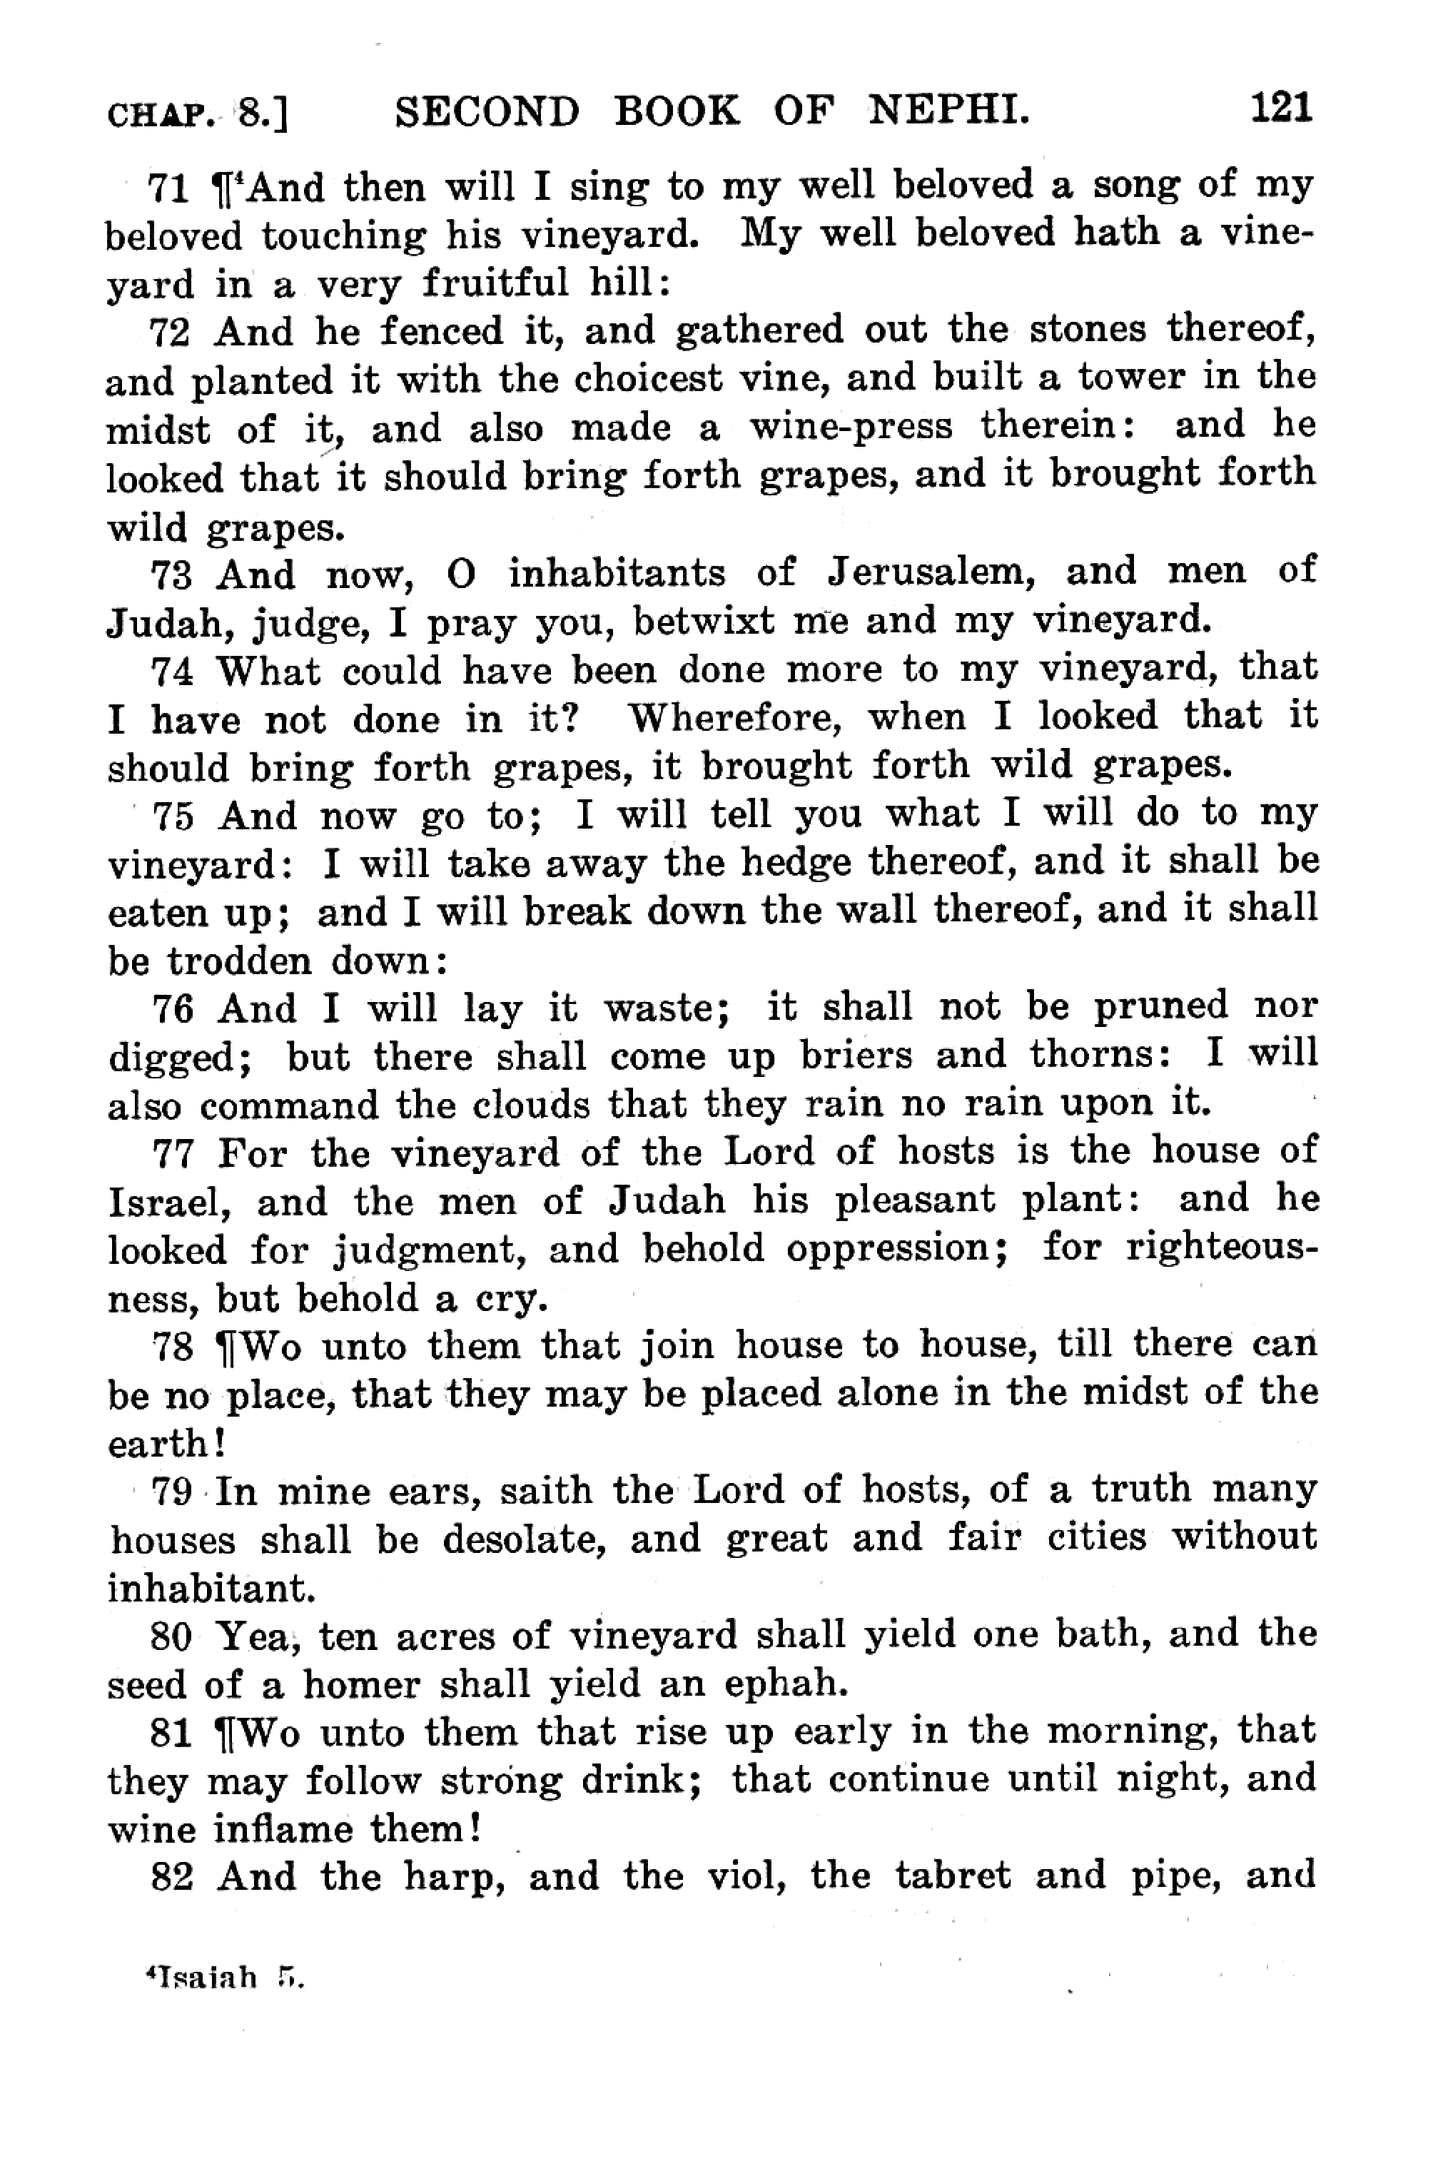 CHAP. 8.] SECOND BOOK OF NEPHI. 121
71 ¶⁴And then will I sing to my well beloved a song of my
beloved touching his vineyard. My well beloved hath a vine-
yard in a very fruitful hill:
72 And he fenced it, and gathered out the stones thereof,
and planted it with the choicest vine, and built a tower in the
midst of it, and also made a wine-press therein: and he
looked that it should bring forth grapes, and it brought forth
wild grapes.
73 And now, O inhabitants of Jerusalem, and men of
Judah, judge, I pray you, betwixt me and my vineyard.
74 What could have been done more to my vineyard, that
I have not done in it? Wherefore, when I looked that it
should bring forth grapes, it brought forth wild grapes.
75 And now go to; I will tell you what I will do to my
vineyard: I will take away the hedge thereof, and it shall be
eaten up; and I will break down the wall thereof, and it shall
be trodden down:
76 And I will lay it waste; it shall not be pruned nor
digged; but there shall come up briers and thorns: I will
also command the clouds that they rain no rain upon it.
77 For the vineyard of the Lord of hosts is the house of
Israel, and the men of Judah his pleasant plant: and he
looked for judgment, and behold oppression; for righteous-
ness, but behold a cry.
78 ¶Wo unto them that join house to house, till there can
be no place, that they may be placed alone in the midst of the
earth!
79 In mine ears, saith the Lord of hosts, of a truth many
houses shall be desolate, and great and fair cities without
inhabitant.
80 Yea, ten acres of vineyard shall yield one bath, and the
seed of a homer shall yield an ephah.
81 ¶Wo unto them that rise up early in the morning, that
they may follow strong drink; that continue until night, and
wine inflame them!
82 And the harp, and the viol, the tabret and pipe, and
⁴Isaiah 5.